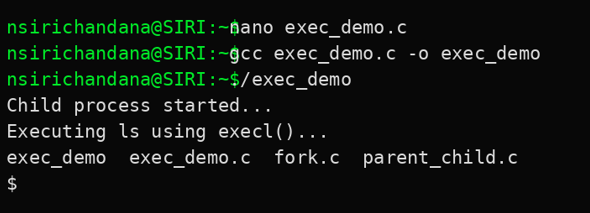 nsirichandana@SIRI:~$ nano exec_demo.c
nsirichandana@SIRI:~$ gcc exec_demo.c -o exec_demo
nsirichandana@SIRI:~$ ./exec_demo
Child process started...
Executing ls using execl()...
exec_demo  exec_demo.c  fork.c  parent_child.c
$